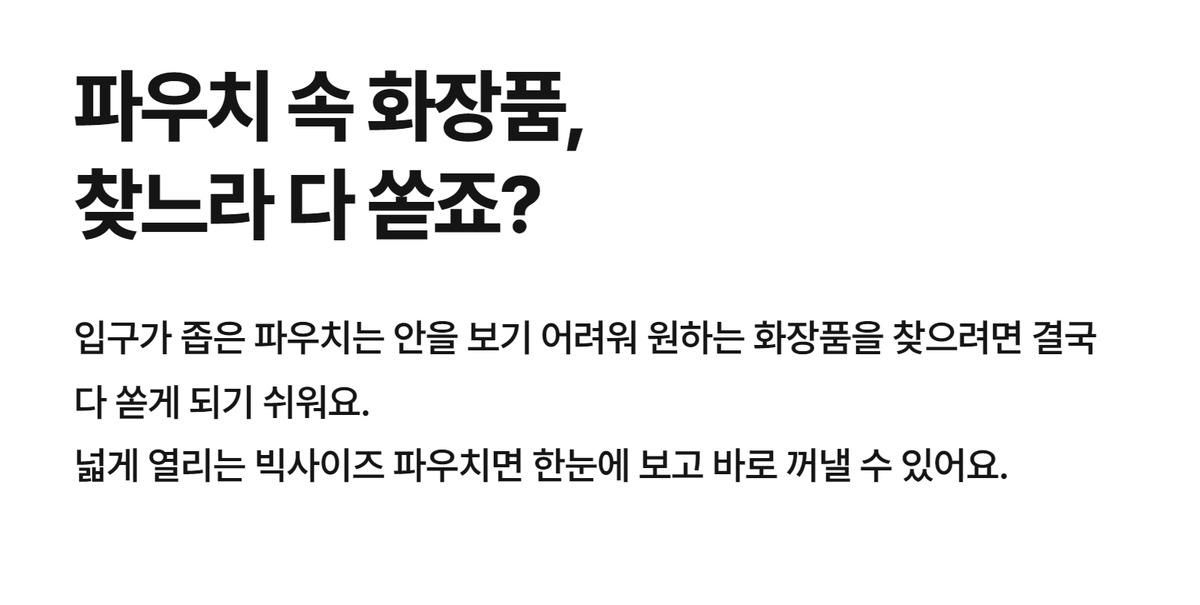 파우치 속 화장품,
찾느라 다 쏟죠?
입구가 좁은 파우치는 안을 보기 어려워 원하는 화장품을 찾으려면 결국
다 쏟게 되기 쉬워요.
넓게 열리는 빅사이즈 파우치면 한눈에 보고 바로 꺼낼 수 있어요.